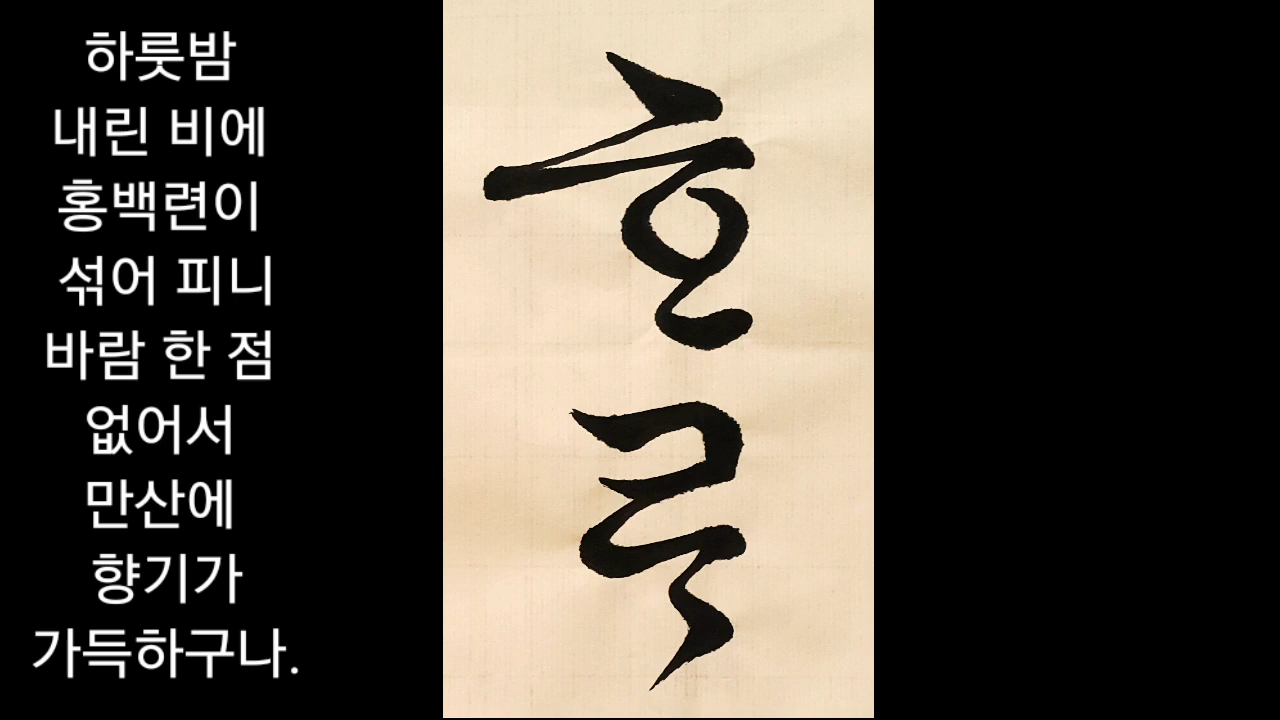 하룻밤
내린 비에
홍백련이
섞어 피니
바람 한 점
없어서
만산에
향기가
가득하구나.